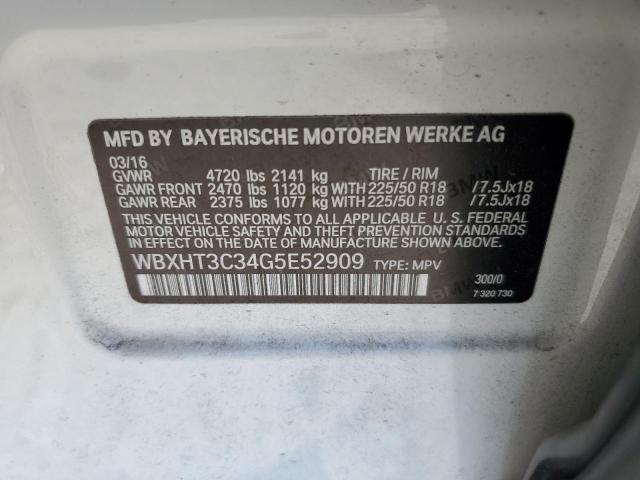 MFD BY BAYERISCHE MOTOREN WERKE AG
03/16
GVWR 4720 lbs 2141 kg TIRE / RIM
GAWR FRONT 2470 lbs 1120 kg WITH 225/50 R18 /7.5Jx18
GAWR REAR 2375 lbs 1077 kg WITH 225/50 R18 /7.5Jx18
THIS VEHICLE CONFORMS TO ALL APPLICABLE U. S. FEDERAL
MOTOR VEHICLE SAFETY AND THEFT PREVENTION STANDARDS
IN EFFECT ON THE DATE OF MANUFACTURE SHOWN ABOVE.
WBXHT3C34G5E52909 TYPE: MPV
300/0
7 320 730